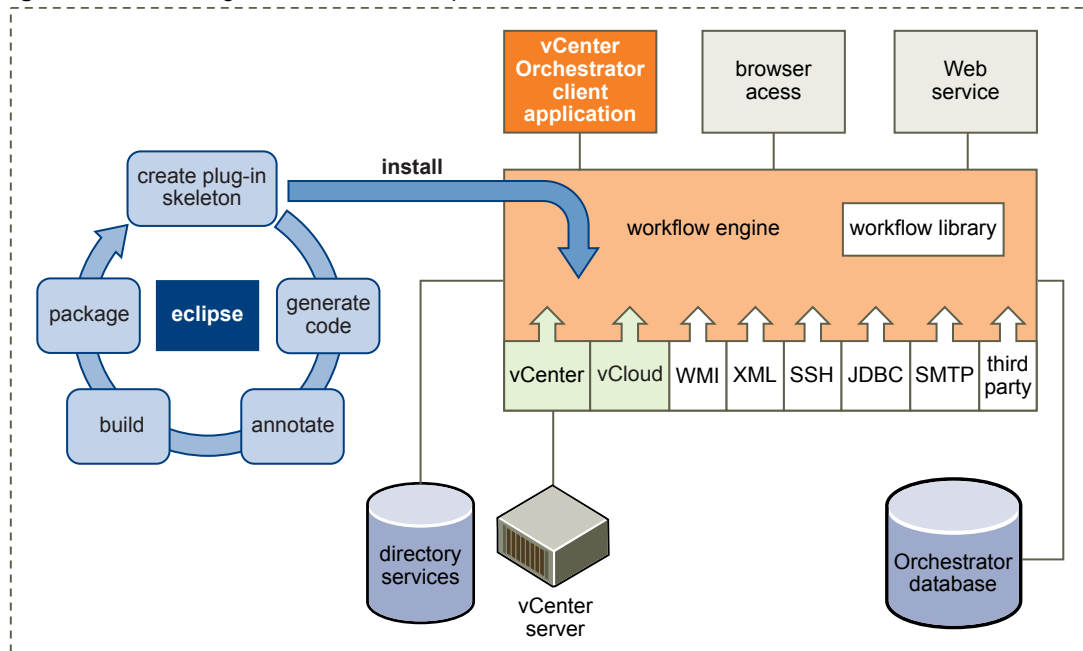 vCenter
Orchestrator
client
application
browser
acess
Web
service
install
create plug-in
skeleton
workflow engine
workflow library
package
eclipse
generate
code
build
annotate
vCenter
vCloud
WMI
XML
SSH
JDBC
SMTP
third
party
directory
services
vCenter
server
Orchestrator
database